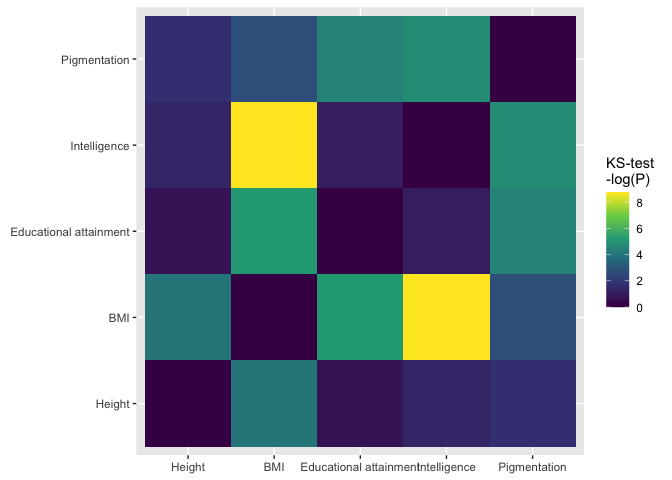 Pigmentation
Intelligence
Educational attainment
BMI
Height
Height BMI Educational attainment Intelligence Pigmentation
KS-test
-log(P)
8
6
4
2
0